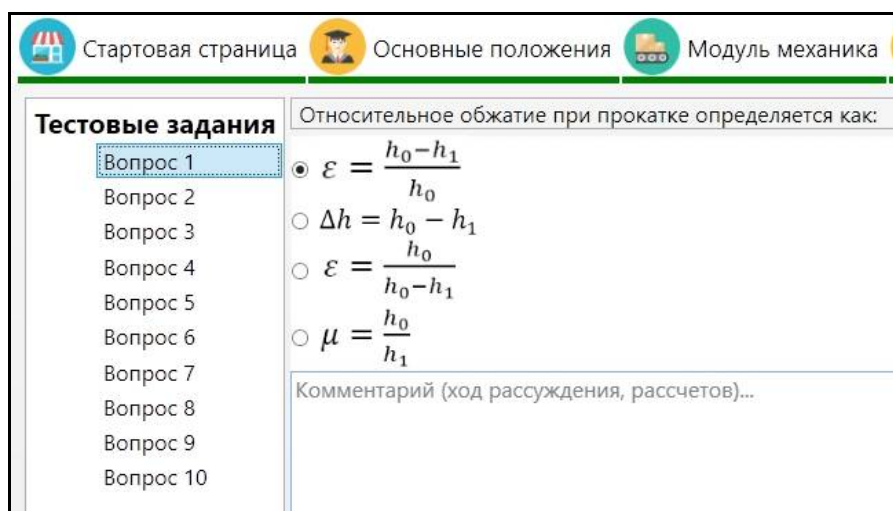 Стартовая страница Основные положения Модуль механика
Тестовые задания
Вопрос 1
Вопрос 2
Вопрос 3
Вопрос 4
Вопрос 5
Вопрос 6
Вопрос 7
Вопрос 8
Вопрос 9
Вопрос 10
Относительное обжатие при прокатке определяется как:
ε = (h₀−h₁)/h₀
Δh = h₀ − h₁
ε = h₀/(h₀−h₁)
μ = h₀/h₁
Комментарий (ход рассуждения, рассчетов)...